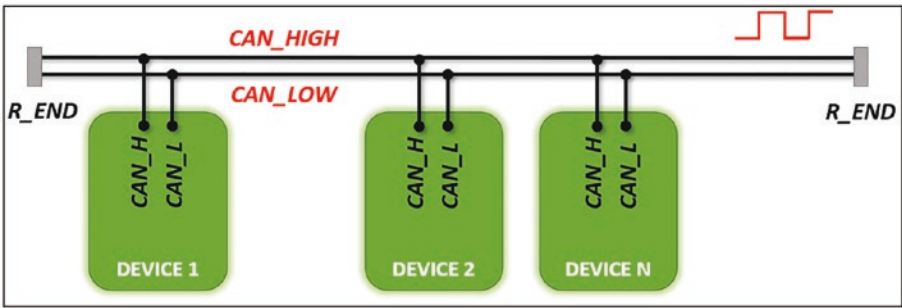 CAN_HIGH
CAN_LOW
R_END
R_END
CAN_H
CAN_L
CAN_H
CAN_L
CAN_H
CAN_L
DEVICE 1
DEVICE 2
DEVICE N